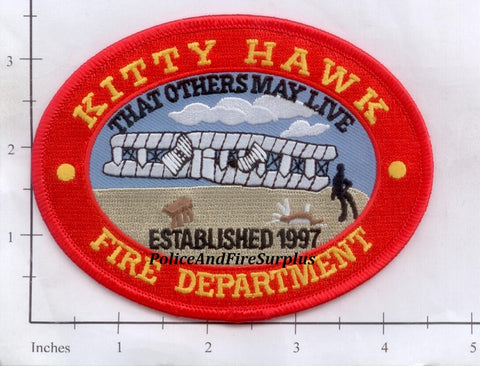 KITTY HAWK
THAT OTHERS MAY LIVE
ESTABLISHED 1997
PoliceAndFireSurplus
FIRE DEPARTMENT
3
2
1
Inches 1 2 3 4 5